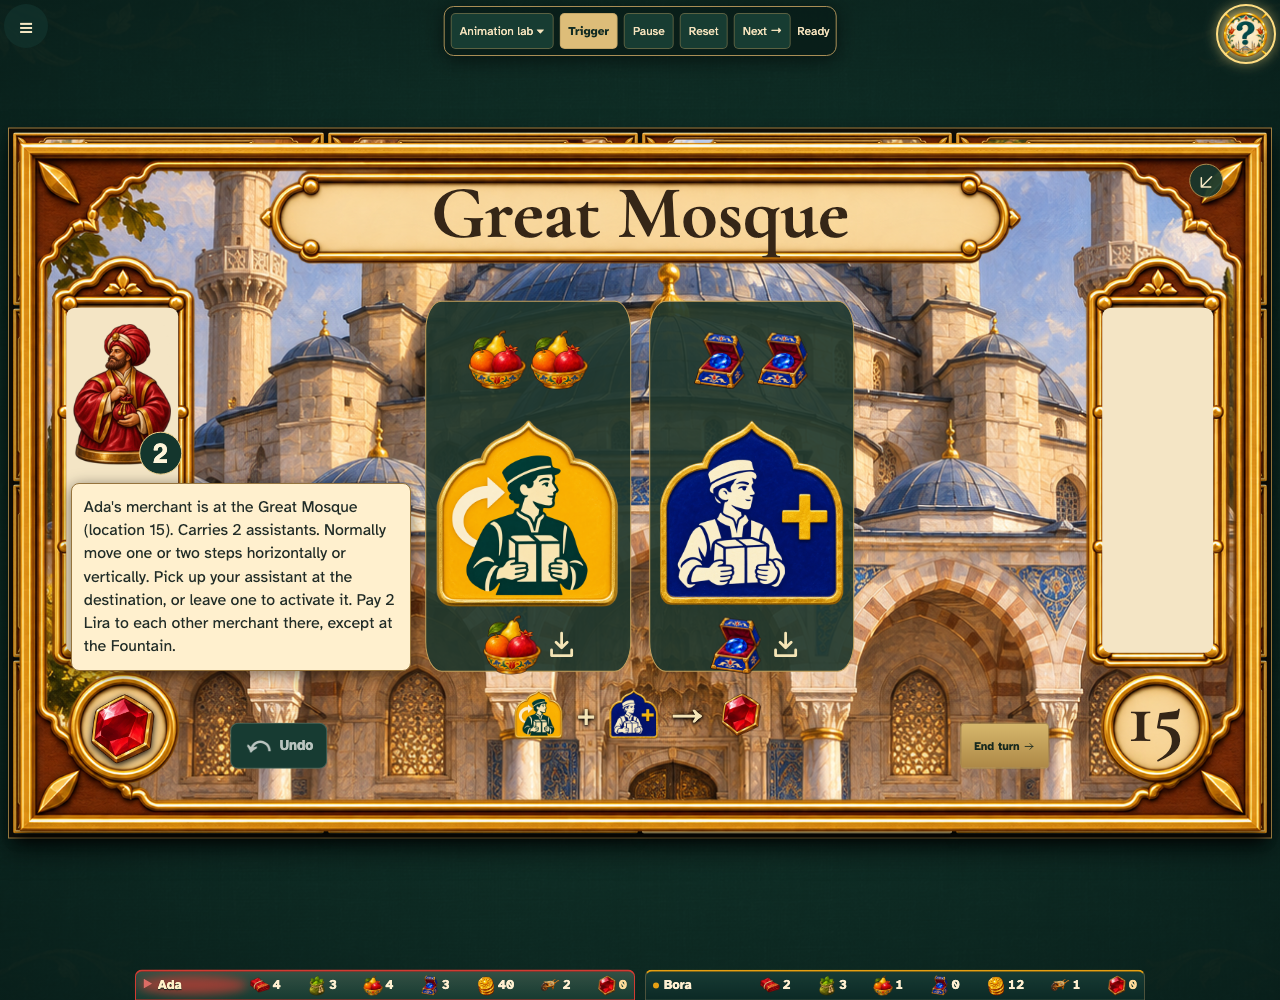 Animation lab
Trigger
Pause
Reset
Next →
Ready
?
Great Mosque
2
Ada's merchant is at the Great Mosque
(location 15). Carries 2 assistants. Normally
move one or two steps horizontally or
vertically. Pick up your assistant at the
destination, or leave one to activate it. Pay 2
Lira to each other merchant there, except at
the Fountain.
+ →
Undo
End turn →
15
Ada 4 3 4 3 40 2 0
Bora 2 3 1 0 12 1 0